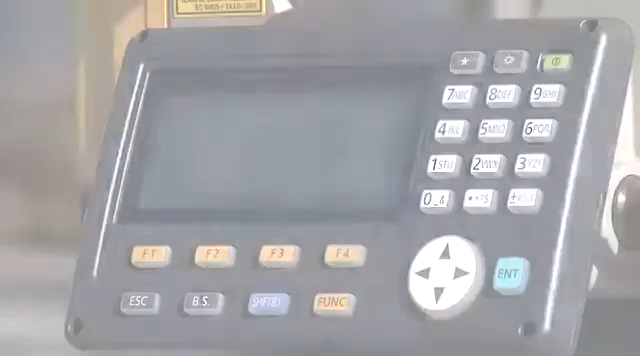 7ABC 8DEF 9GHI
4JKL 5MNO 6PQR
1STU 2VWX 3YZ
0_&
F1 F2 F3 F4
ESC B.S. SHIFT FUNC
ENT